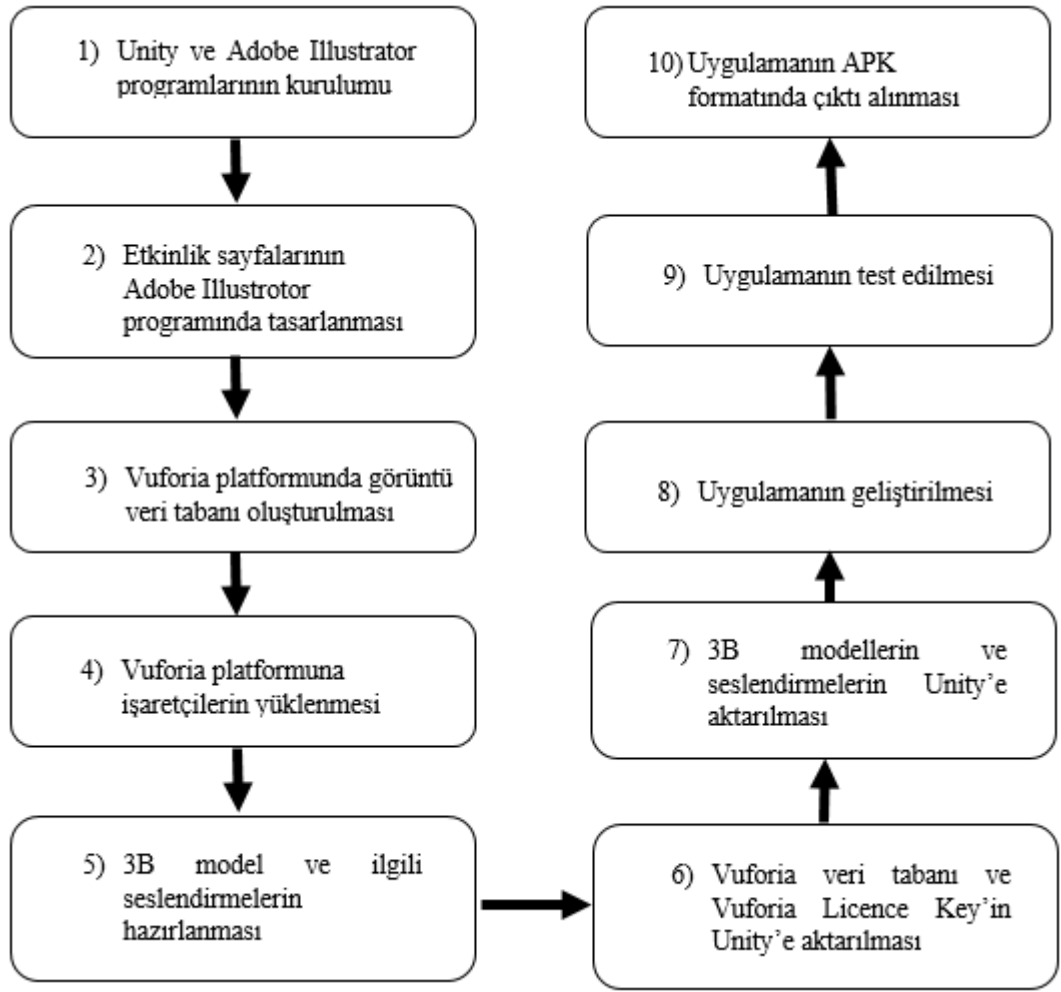 1) Unity ve Adobe Illustrator
programlarının kurulumu
2) Etkinlik sayfalarının
Adobe Illustrotor
programında tasarlanması
3) Vuforia platformunda görüntü
veri tabanı oluşturulması
4) Vuforia platformuna
işaretçilerin yüklenmesi
5) 3B model ve ilgili
seslendirmelerin
hazırlanması
6) Vuforia veri tabanı ve
Vuforia Licence Key’in
Unity’e aktarılması
7) 3B modellerin ve
seslendirmelerin Unity’e
aktarılması
8) Uygulamanın geliştirilmesi
9) Uygulamanın test edilmesi
10) Uygulamanın APK
formatında çıktı alınması